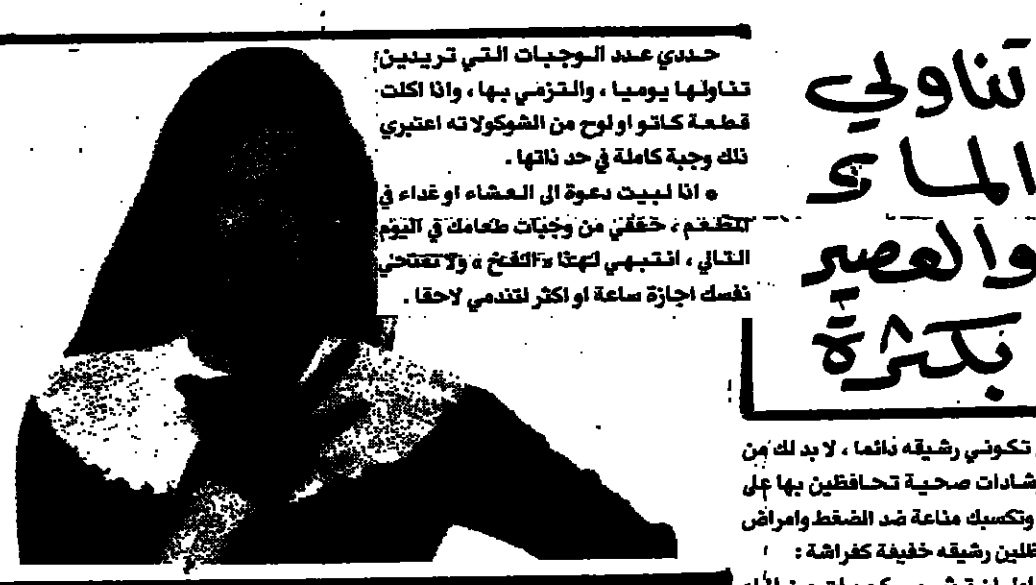 تناولي
الماء
والعصير
بكثرة
تكوني رشيقه دائما ، لا بد لك من
شادات صحية تحافظين بها على
وتكسبك مناعة ضد الضغط وامراض
ظلين رشيقه خفيفة كفراشة :
حددي عدد الوجبات التي تريدين
تناولها يوميا ، والتزمي بها ، واذا اكلت
قطعة كاتو او لوح من الشوكولا ته اعتبري
ذلك وجبة كاملة في حد ذاتها .
● اذا لبيت دعوة الى العشاء او غداء في
المطعم ، خففي من وجبات طعامك في اليوم
التالي ، انتبهي لهذا « الفخ » ولا تمنحي
نفسك اجازة ساعة او اكثر لتندمي لاحقا .